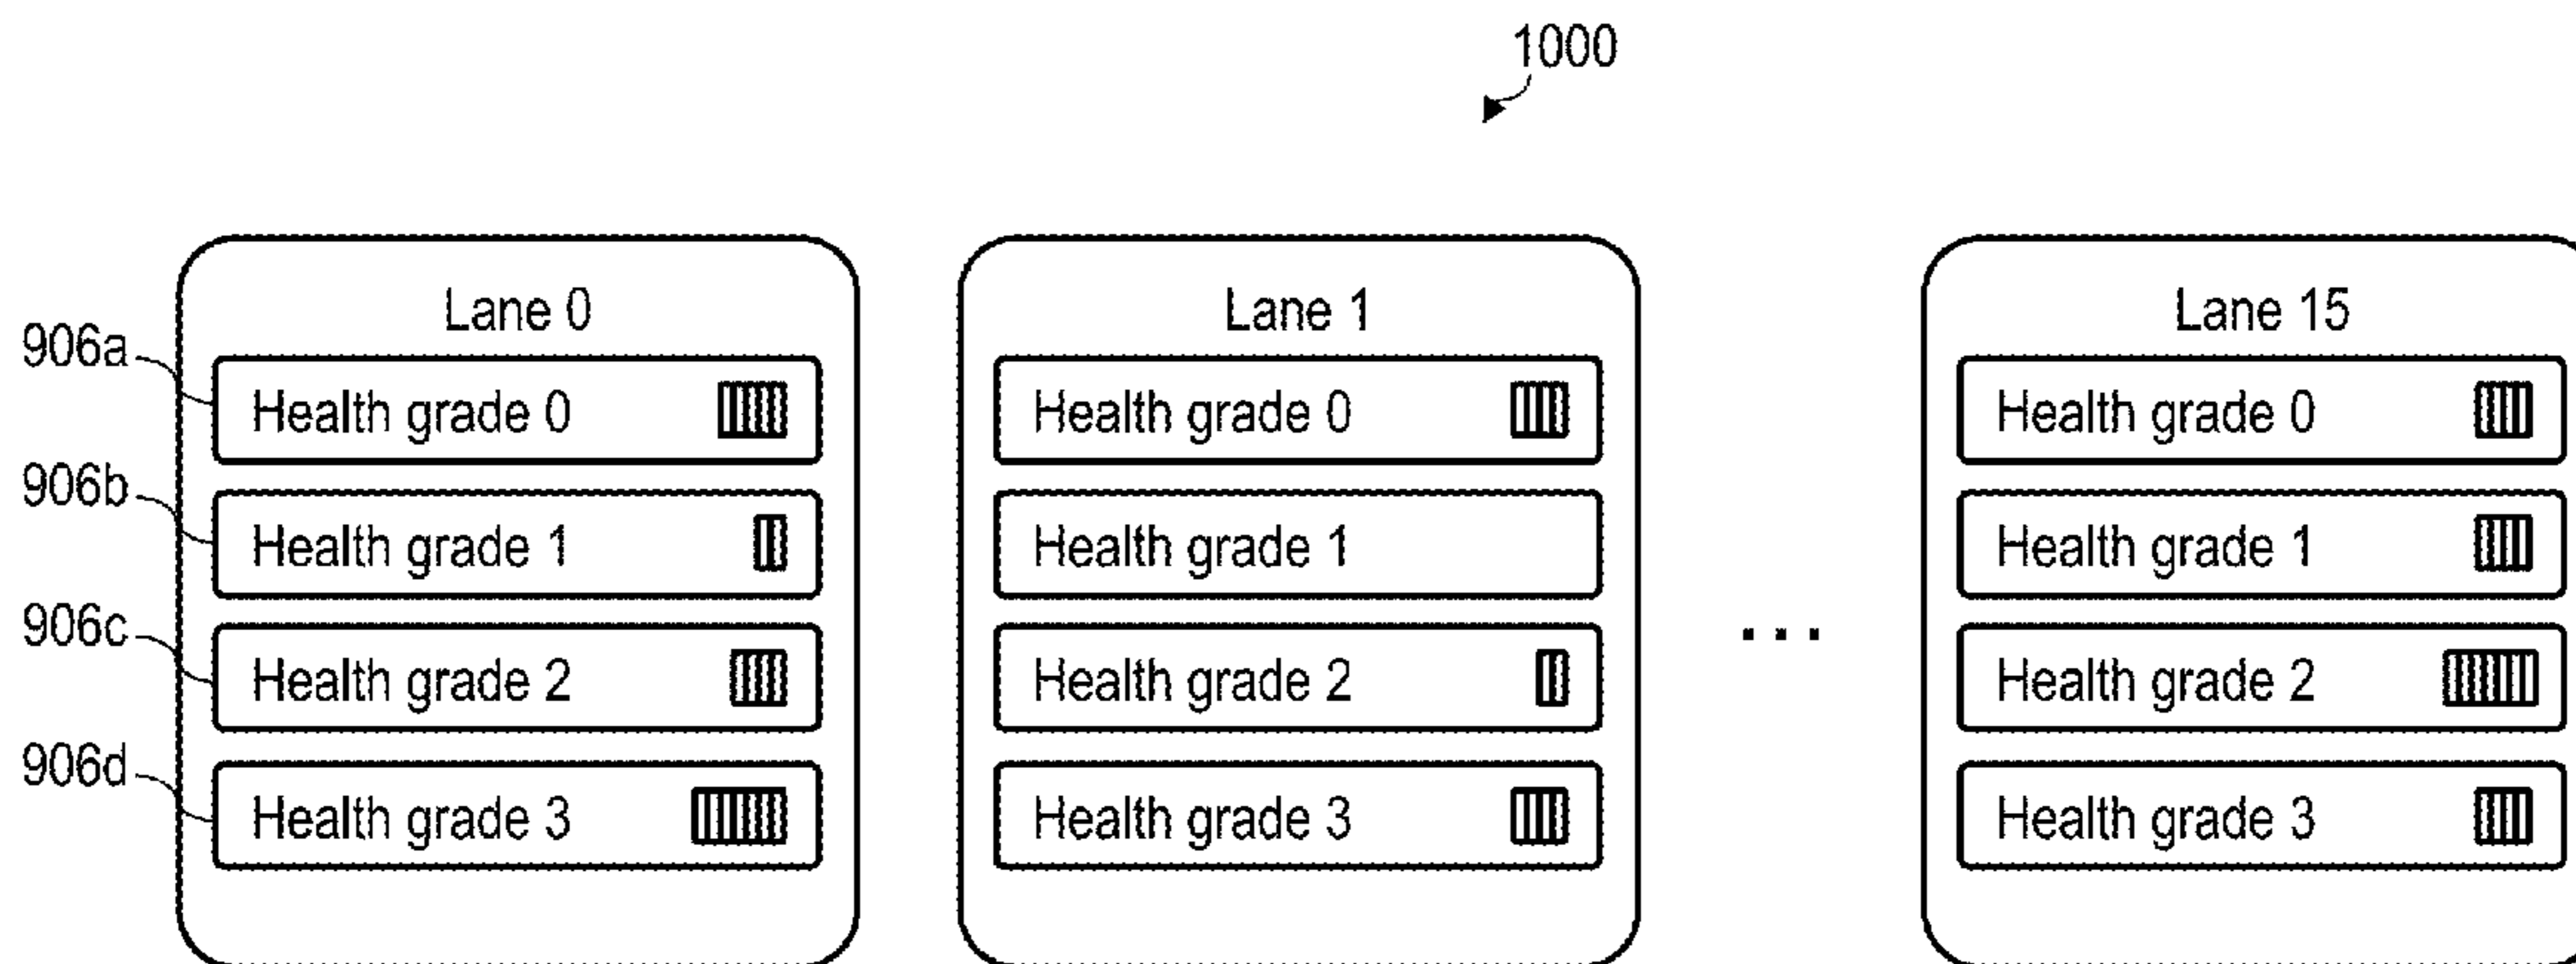 1000
Lane 0
906a
Health grade 0
906b
Health grade 1
906c
Health grade 2
906d
Health grade 3
Lane 1
Health grade 0
Health grade 1
Health grade 2
Health grade 3
...
Lane 15
Health grade 0
Health grade 1
Health grade 2
Health grade 3